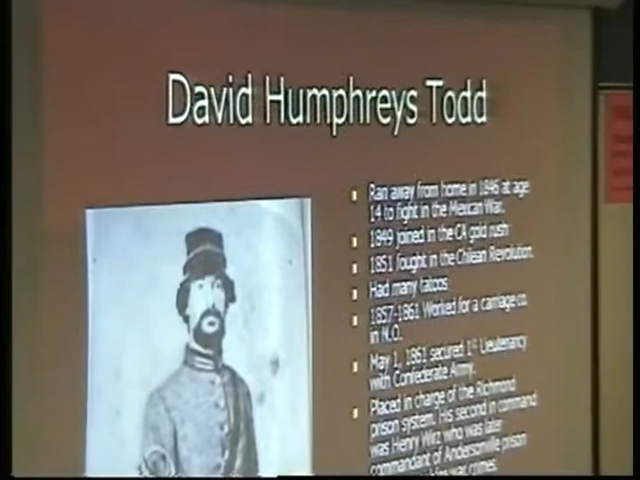 David Humphreys Todd
Ran away from home in 1846 at age
14 to fight in the Mexican War.
1849 joined in the CA gold rush
1851 fought in the Chilean Revolution.
Had many tatoos
1857-1861 Worked for a carriage co.
in N.O.
May 1, 1861 secured 1st Lieutenancy
with Confederate Army.
Placed in charge of the Richmond
prison system. His second in command
was Henry Wirz who was later
commandant of Andersonville prison
war crimes.